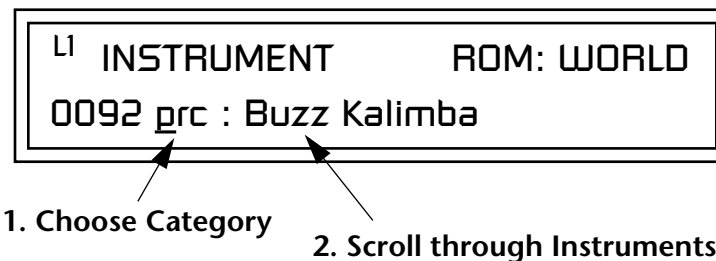 L1 INSTRUMENT ROM: WORLD
0092 prc : Buzz Kalimba
1. Choose Category
2. Scroll through Instruments